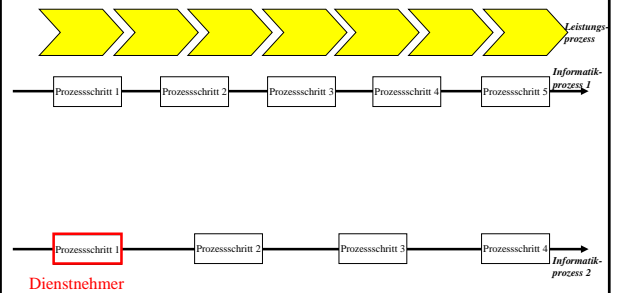 Leistungs-
prozess
Informatik-
prozess 1
Prozessschritt 1 Prozessschritt 2 Prozessschritt 3 Prozessschritt 4 Prozessschritt 5
Prozessschritt 1 Prozessschritt 2 Prozessschritt 3 Prozessschritt 4
Informatik-
prozess 2
Dienstnehmer